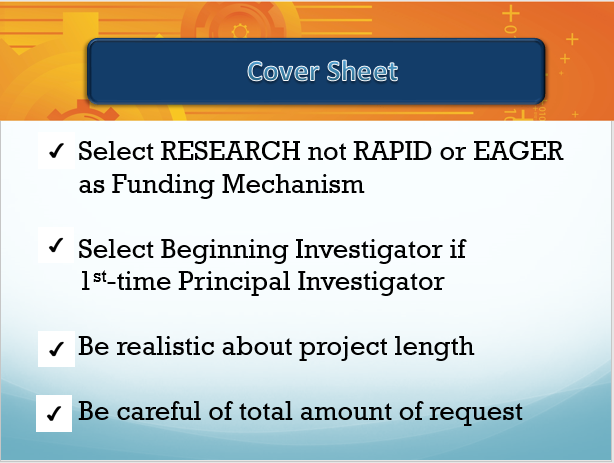 Cover Sheet
✓ Select RESEARCH not RAPID or EAGER
as Funding Mechanism
✓ Select Beginning Investigator if
1st-time Principal Investigator
✓ Be realistic about project length
✓ Be careful of total amount of request